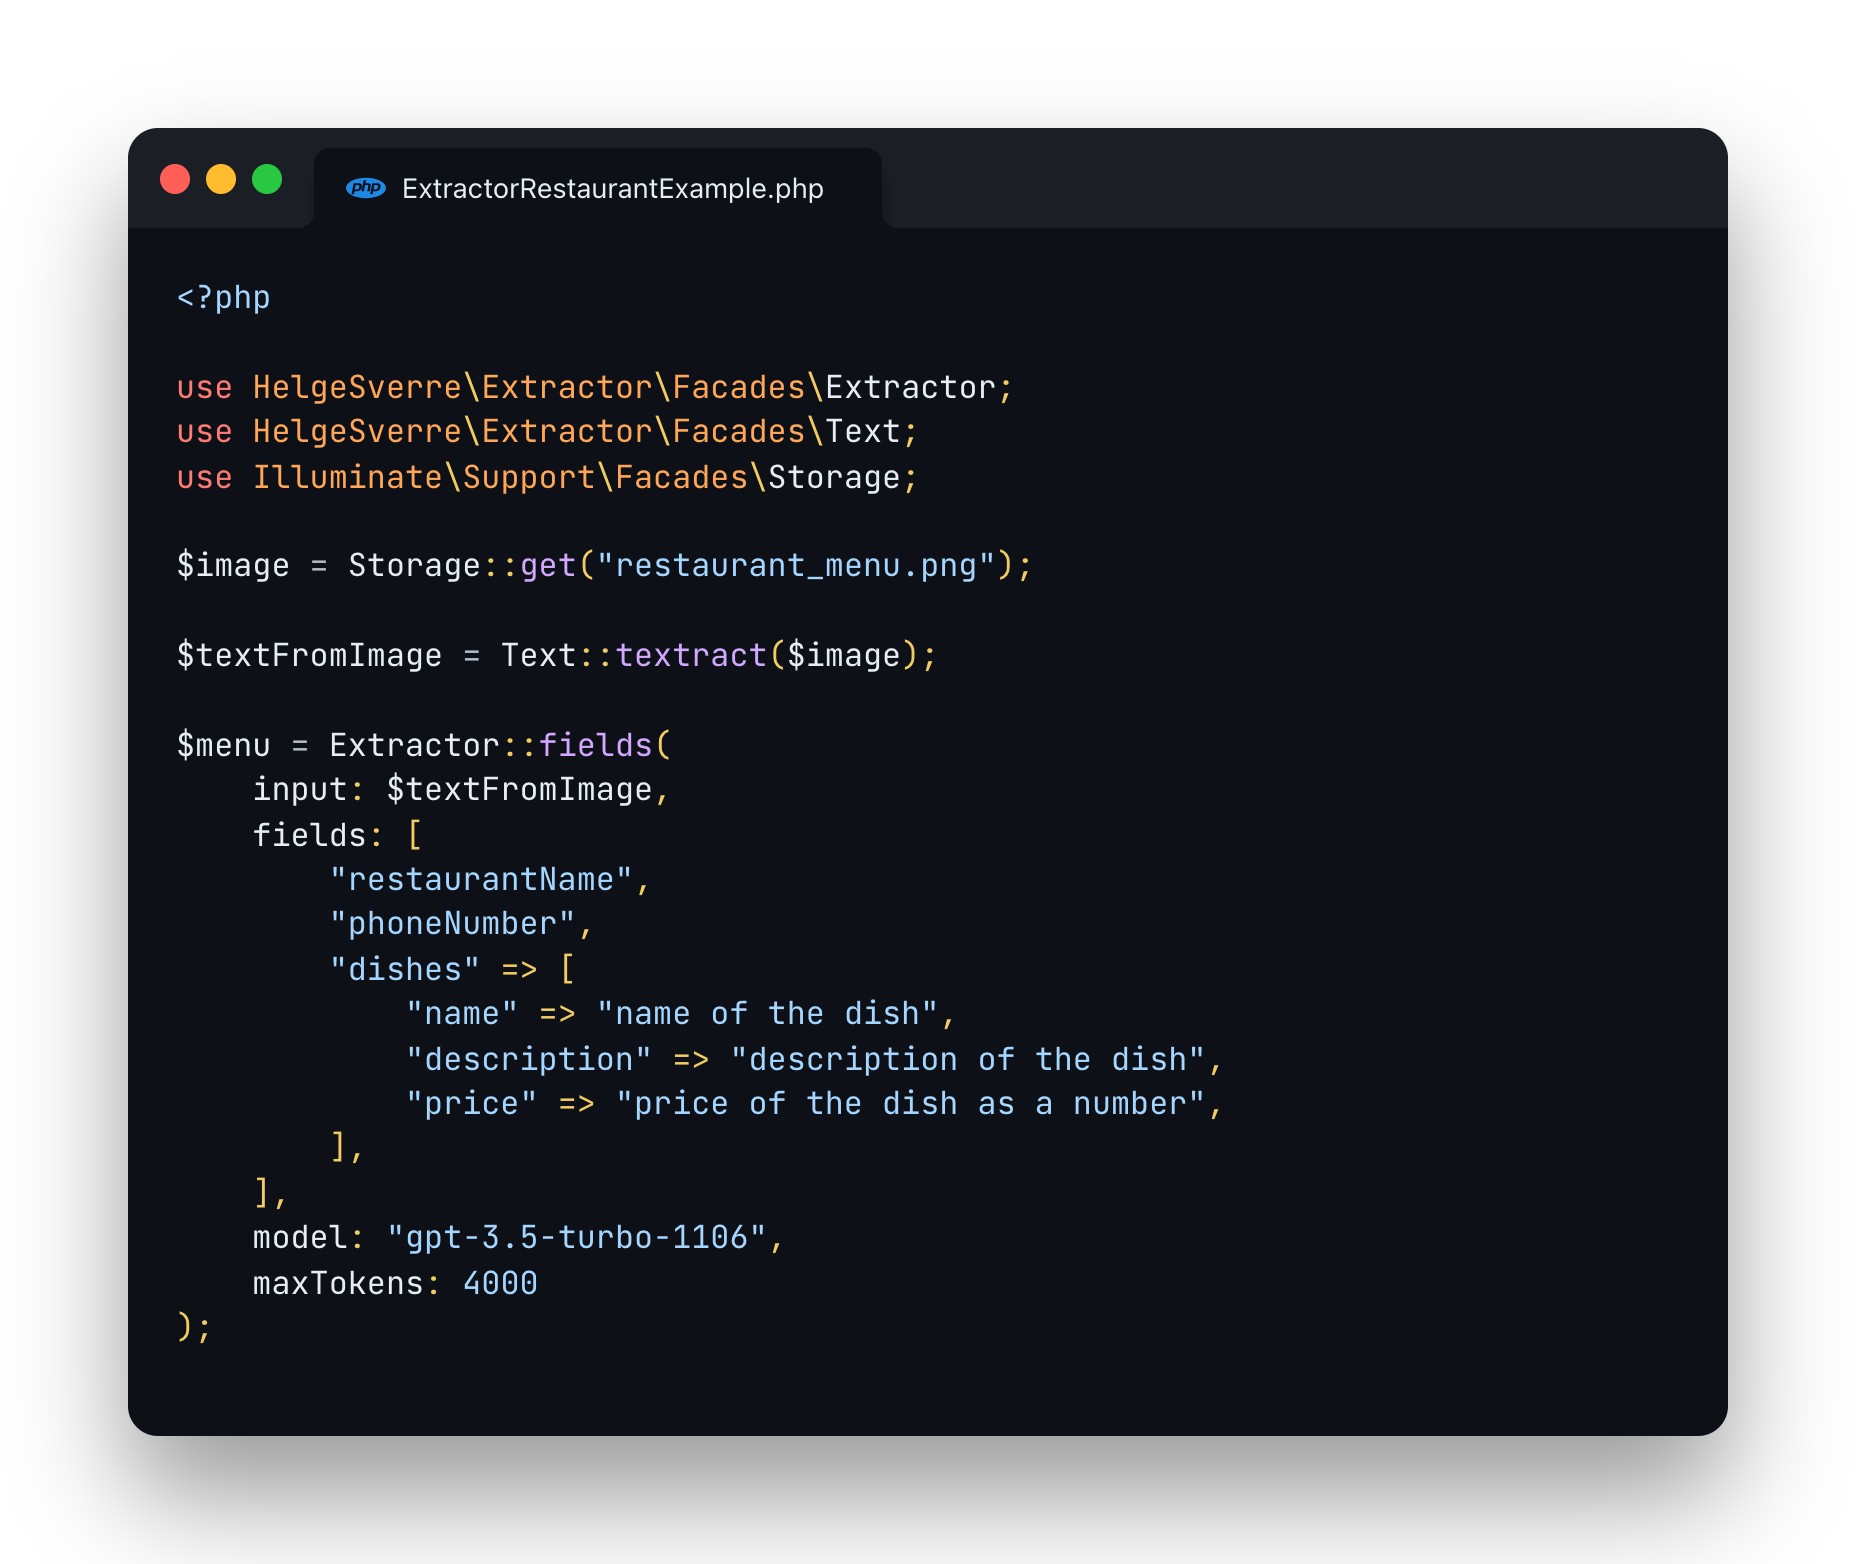 php ExtractorRestaurantExample.php
<?php
use HelgeSverre\Extractor\Facades\Extractor;
use HelgeSverre\Extractor\Facades\Text;
use Illuminate\Support\Facades\Storage;
$image = Storage::get("restaurant_menu.png");
$textFromImage = Text::textract($image);
$menu = Extractor::fields(
    input: $textFromImage,
    fields: [
        "restaurantName",
        "phoneNumber",
        "dishes" => [
            "name" => "name of the dish",
            "description" => "description of the dish",
            "price" => "price of the dish as a number",
        ],
    ],
    model: "gpt-3.5-turbo-1106",
    maxTokens: 4000
);